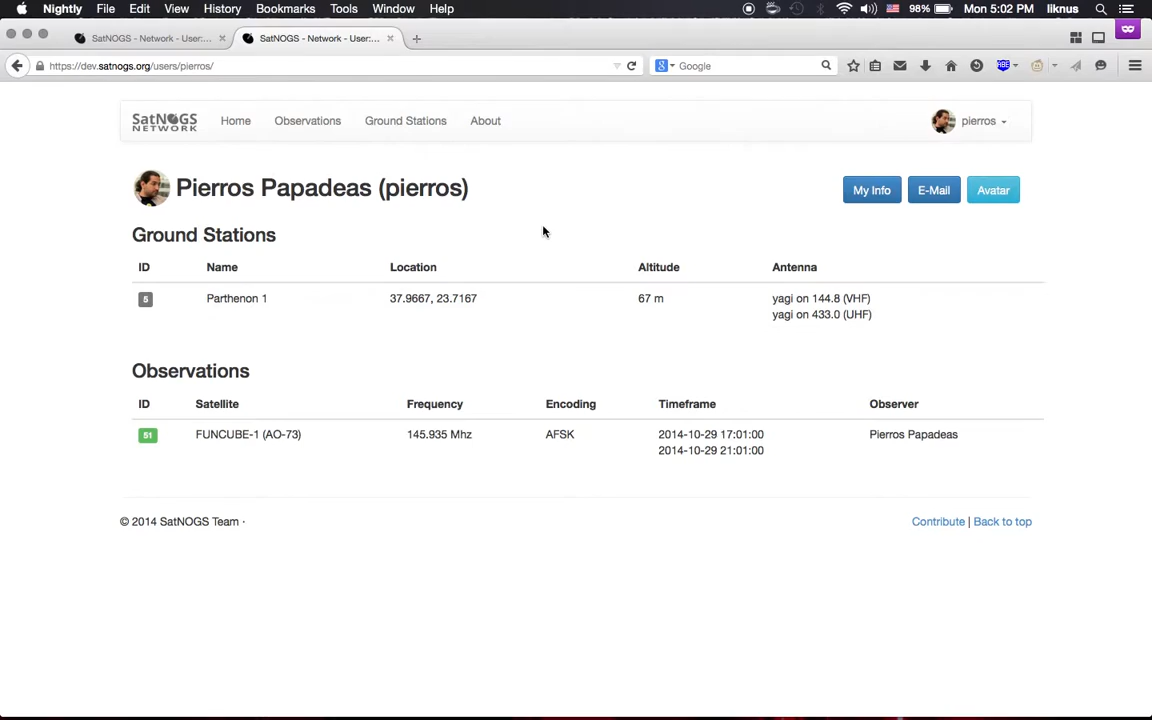 Nightly File Edit View History Bookmarks Tools Window Help 98% Mon 5:02 PM liknus
SatNOGS - Network - User:... SatNOGS - Network - User:...
https://dev.satnogs.org/users/pierros/ Google ABP
SatNOGS NETWORK Home Observations Ground Stations About pierros
Pierros Papadeas (pierros) My Info E-Mail Avatar
Ground Stations
ID Name Location Altitude Antenna
5 Parthenon 1 37.9667, 23.7167 67 m yagi on 144.8 (VHF)
yagi on 433.0 (UHF)
Observations
ID Satellite Frequency Encoding Timeframe Observer
51 FUNCUBE-1 (AO-73) 145.935 Mhz AFSK 2014-10-29 17:01:00 Pierros Papadeas
2014-10-29 21:01:00
© 2014 SatNOGS Team · Contribute | Back to top